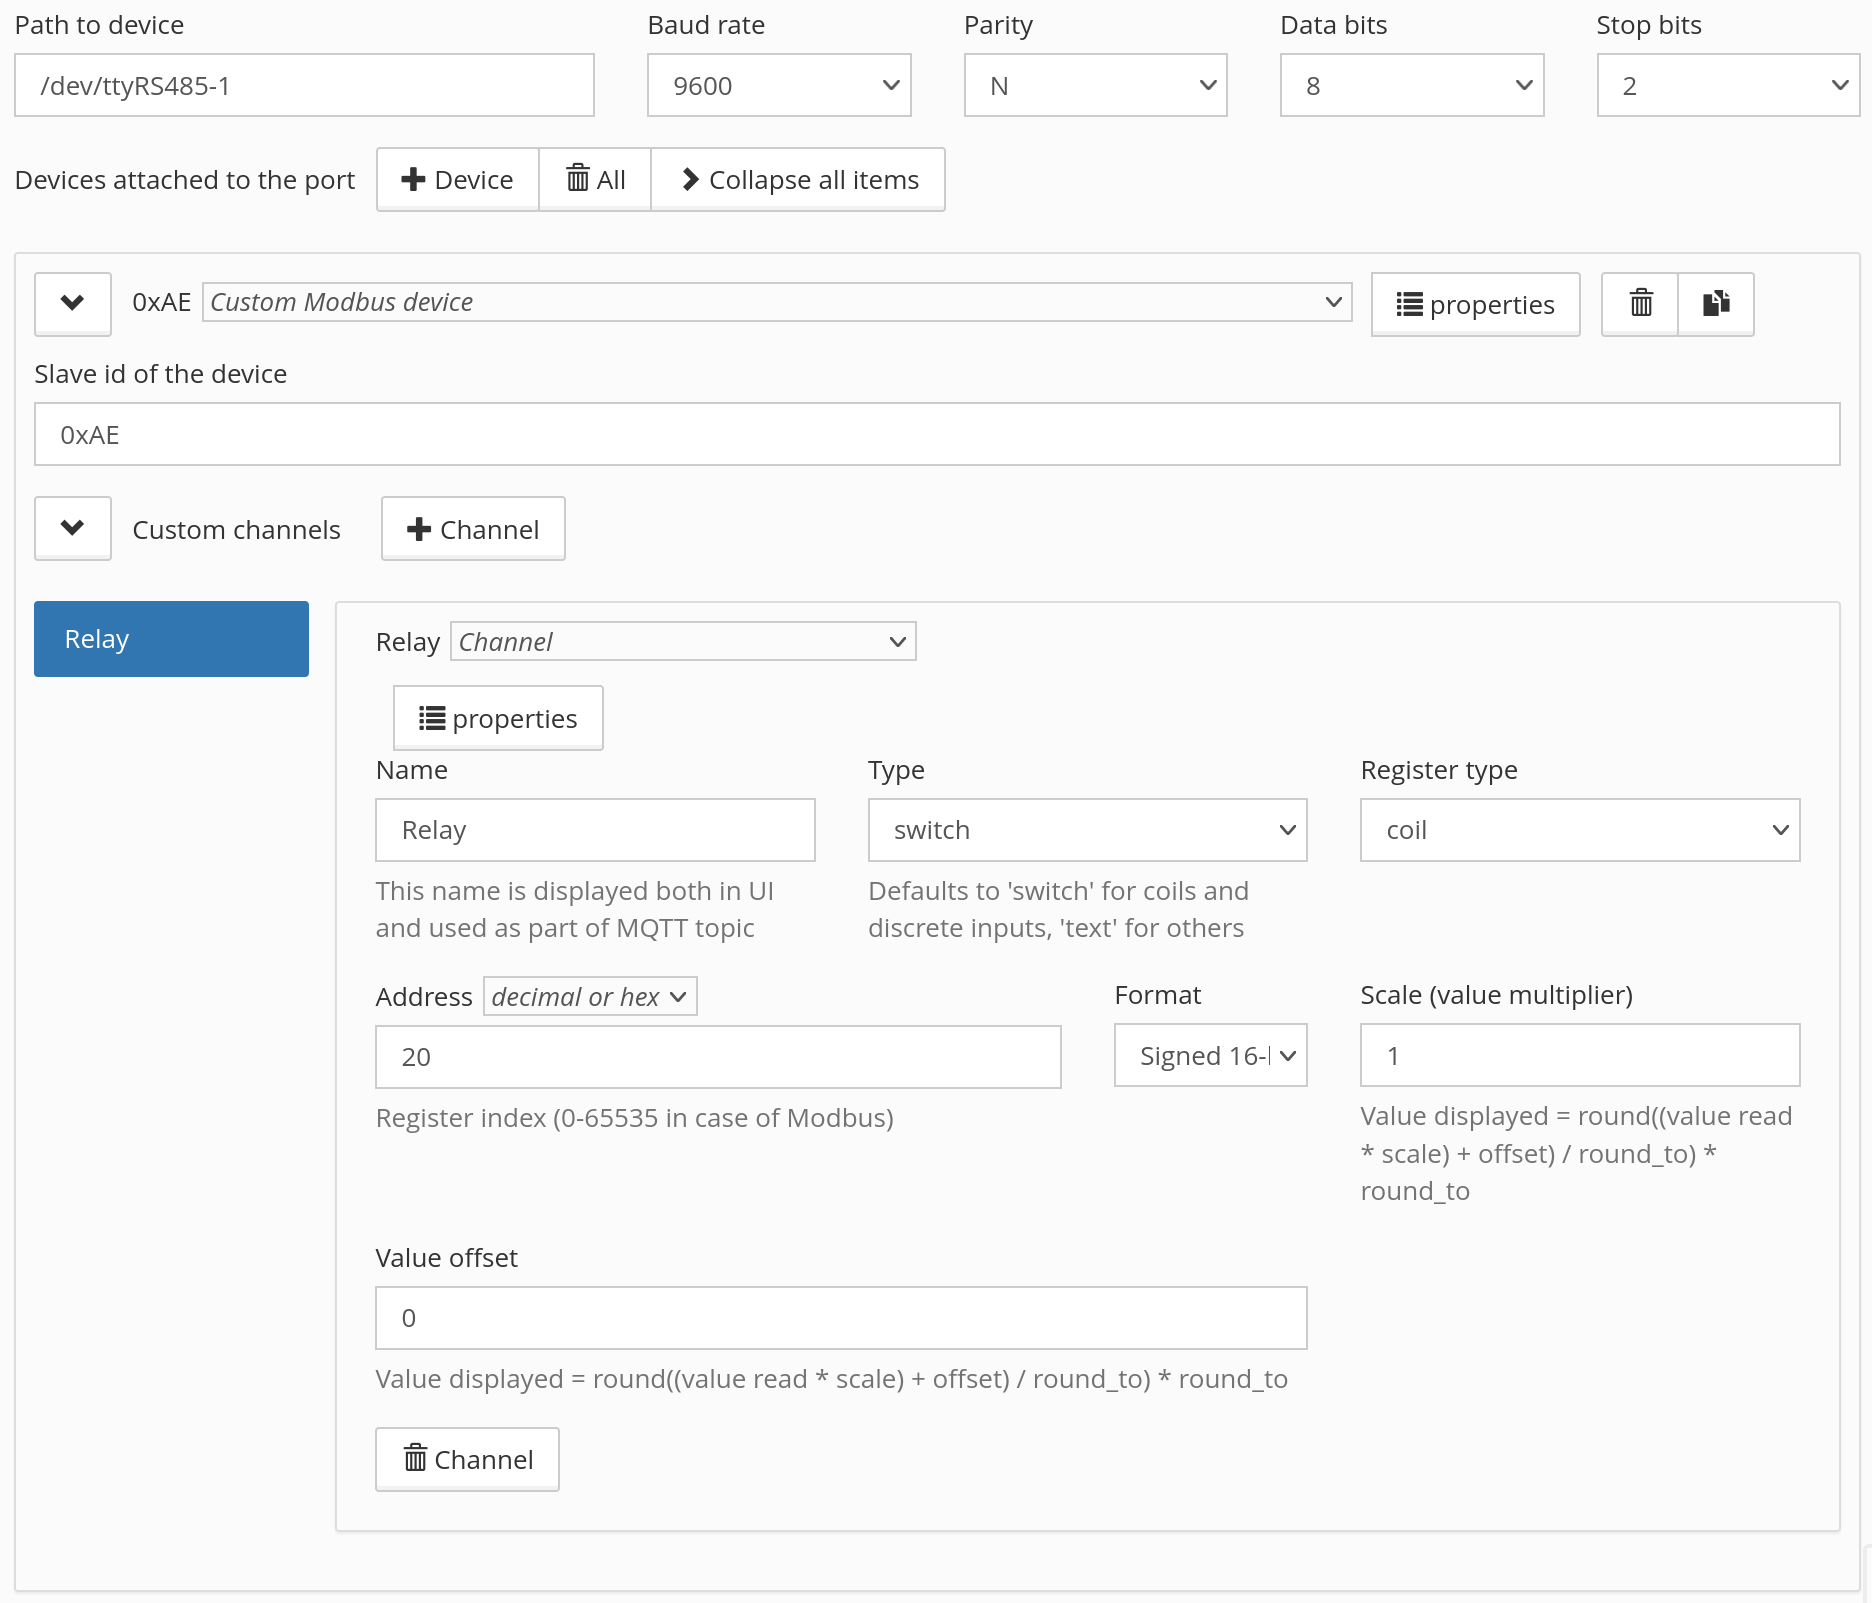 Path to device
Baud rate
Parity
Data bits
Stop bits
/dev/ttyRS485-1
9600
N
8
2
Devices attached to the port
Device
All
Collapse all items
0xAE
Custom Modbus device
properties
Slave id of the device
0xAE
Custom channels
Channel
Relay
Relay
Channel
properties
Name
Type
Register type
Relay
switch
coil
This name is displayed both in UI
and used as part of MQTT topic
Defaults to 'switch' for coils and
discrete inputs, 'text' for others
Address
decimal or hex
Format
Scale (value multiplier)
20
Signed 16-
1
Register index (0-65535 in case of Modbus)
Value displayed = round((value read
* scale) + offset) / round_to) *
round_to
Value offset
0
Value displayed = round((value read * scale) + offset) / round_to) * round_to
Channel